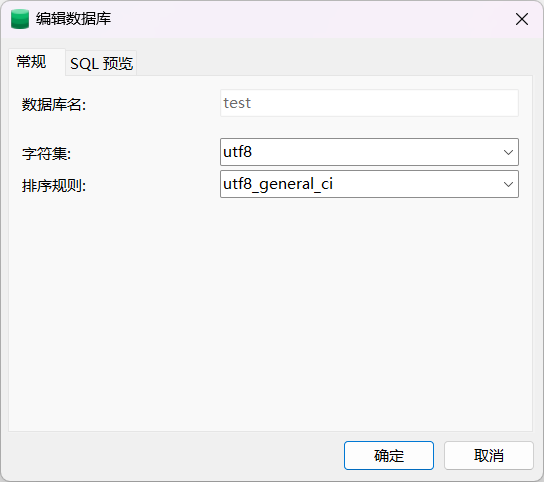 编辑数据库
常规
SQL 预览
数据库名:
test
字符集:
utf8
排序规则:
utf8_general_ci
确定
取消